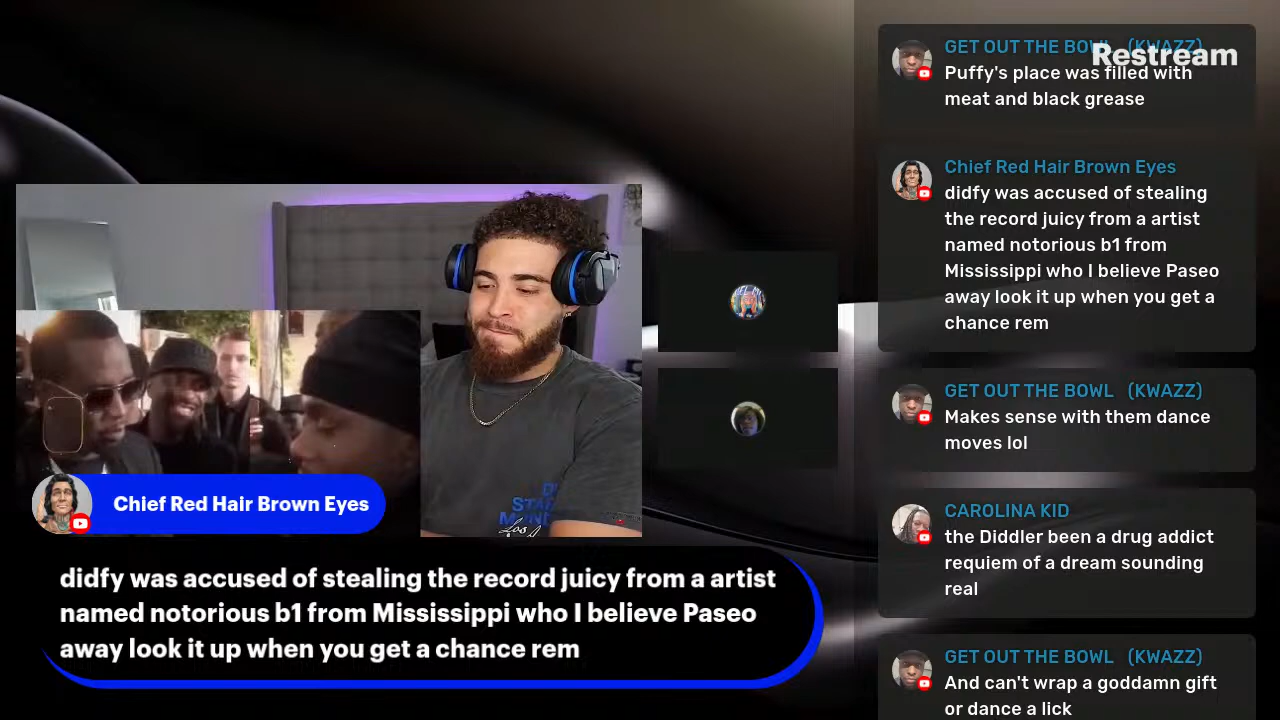 GET OUT THE BOWL (KWAZZ)
Restream
Puffy's place was filled with
meat and black grease
Chief Red Hair Brown Eyes
didfy was accused of stealing
the record juicy from a artist
named notorious b1 from
Mississippi who I believe Paseo
away look it up when you get a
chance rem
GET OUT THE BOWL (KWAZZ)
Makes sense with them dance
moves lol
CAROLINA KID
the Diddler been a drug addict
requiem of a dream sounding
real
GET OUT THE BOWL (KWAZZ)
And can't wrap a goddamn gift
or dance a lick
Chief Red Hair Brown Eyes
didfy was accused of stealing the record juicy from a artist
named notorious b1 from Mississippi who I believe Paseo
away look it up when you get a chance rem